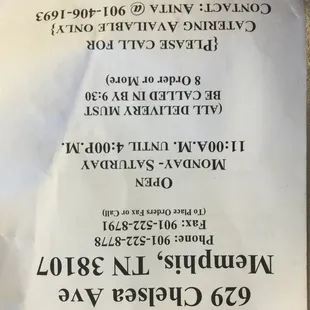 629 Chelsea Ave
Memphis, TN 38107
Phone: 901-522-8778
Fax: 901-522-8791
(To Place Orders Fax or Call)
Open
Monday- Saturday
11:00A.M. until 4:00P.M.
(All delivery must
be called in by 9:30
8 Order or More)
{Please call for
Catering Available only}
Contact: Anita @ 901-406-1693